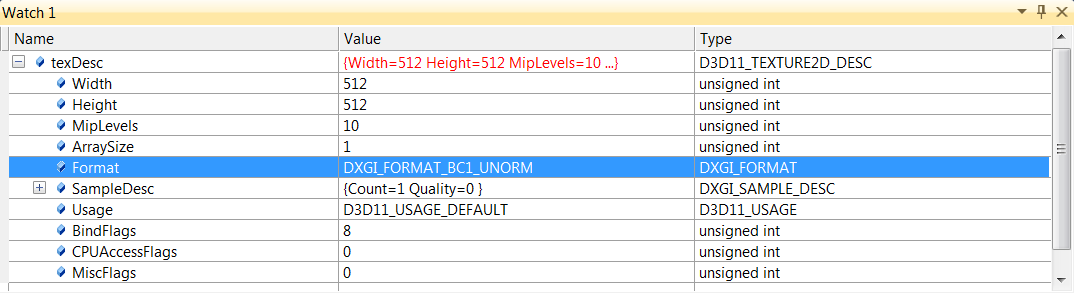 Watch 1
Name Value Type
texDesc {Width=512 Height=512 MipLevels=10 ...} D3D11_TEXTURE2D_DESC
Width 512 unsigned int
Height 512 unsigned int
MipLevels 10 unsigned int
ArraySize 1 unsigned int
Format DXGI_FORMAT_BC1_UNORM DXGI_FORMAT
SampleDesc {Count=1 Quality=0 } DXGI_SAMPLE_DESC
Usage D3D11_USAGE_DEFAULT D3D11_USAGE
BindFlags 8 unsigned int
CPUAccessFlags 0 unsigned int
MiscFlags 0 unsigned int